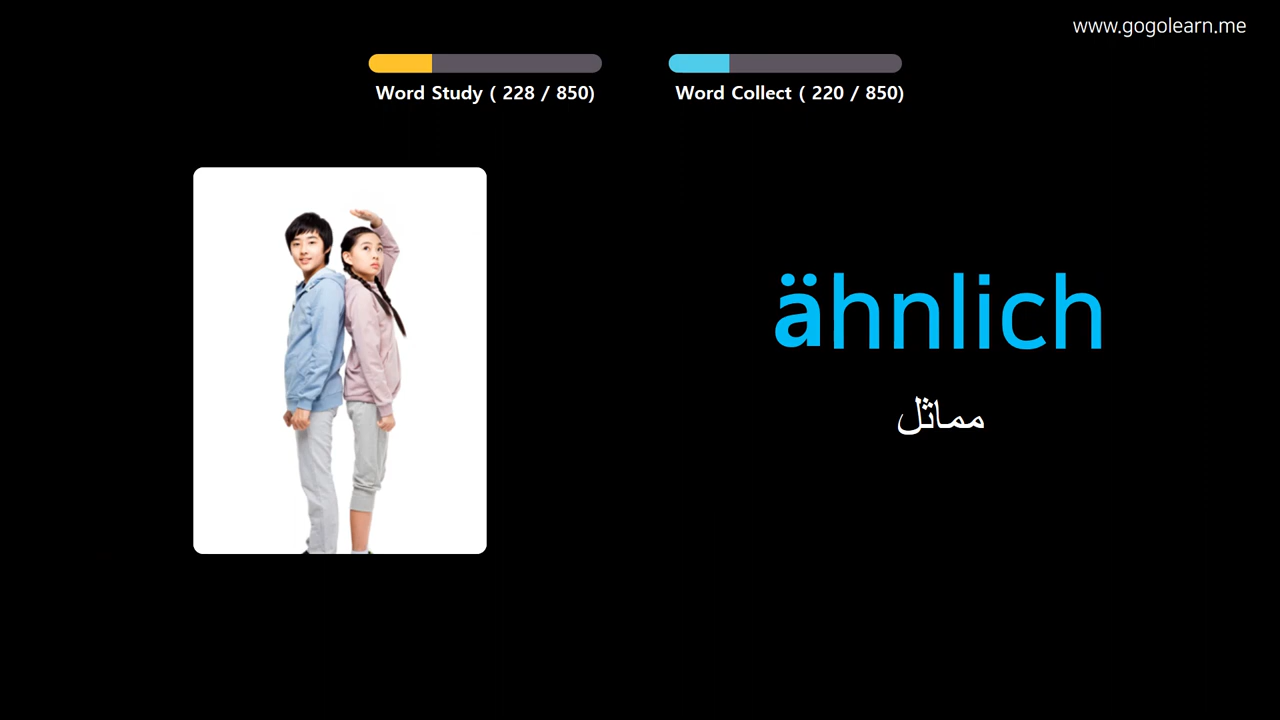 www.gogolearn.me
Word Study ( 228 / 850)
Word Collect ( 220 / 850)
ähnlich
مماثل